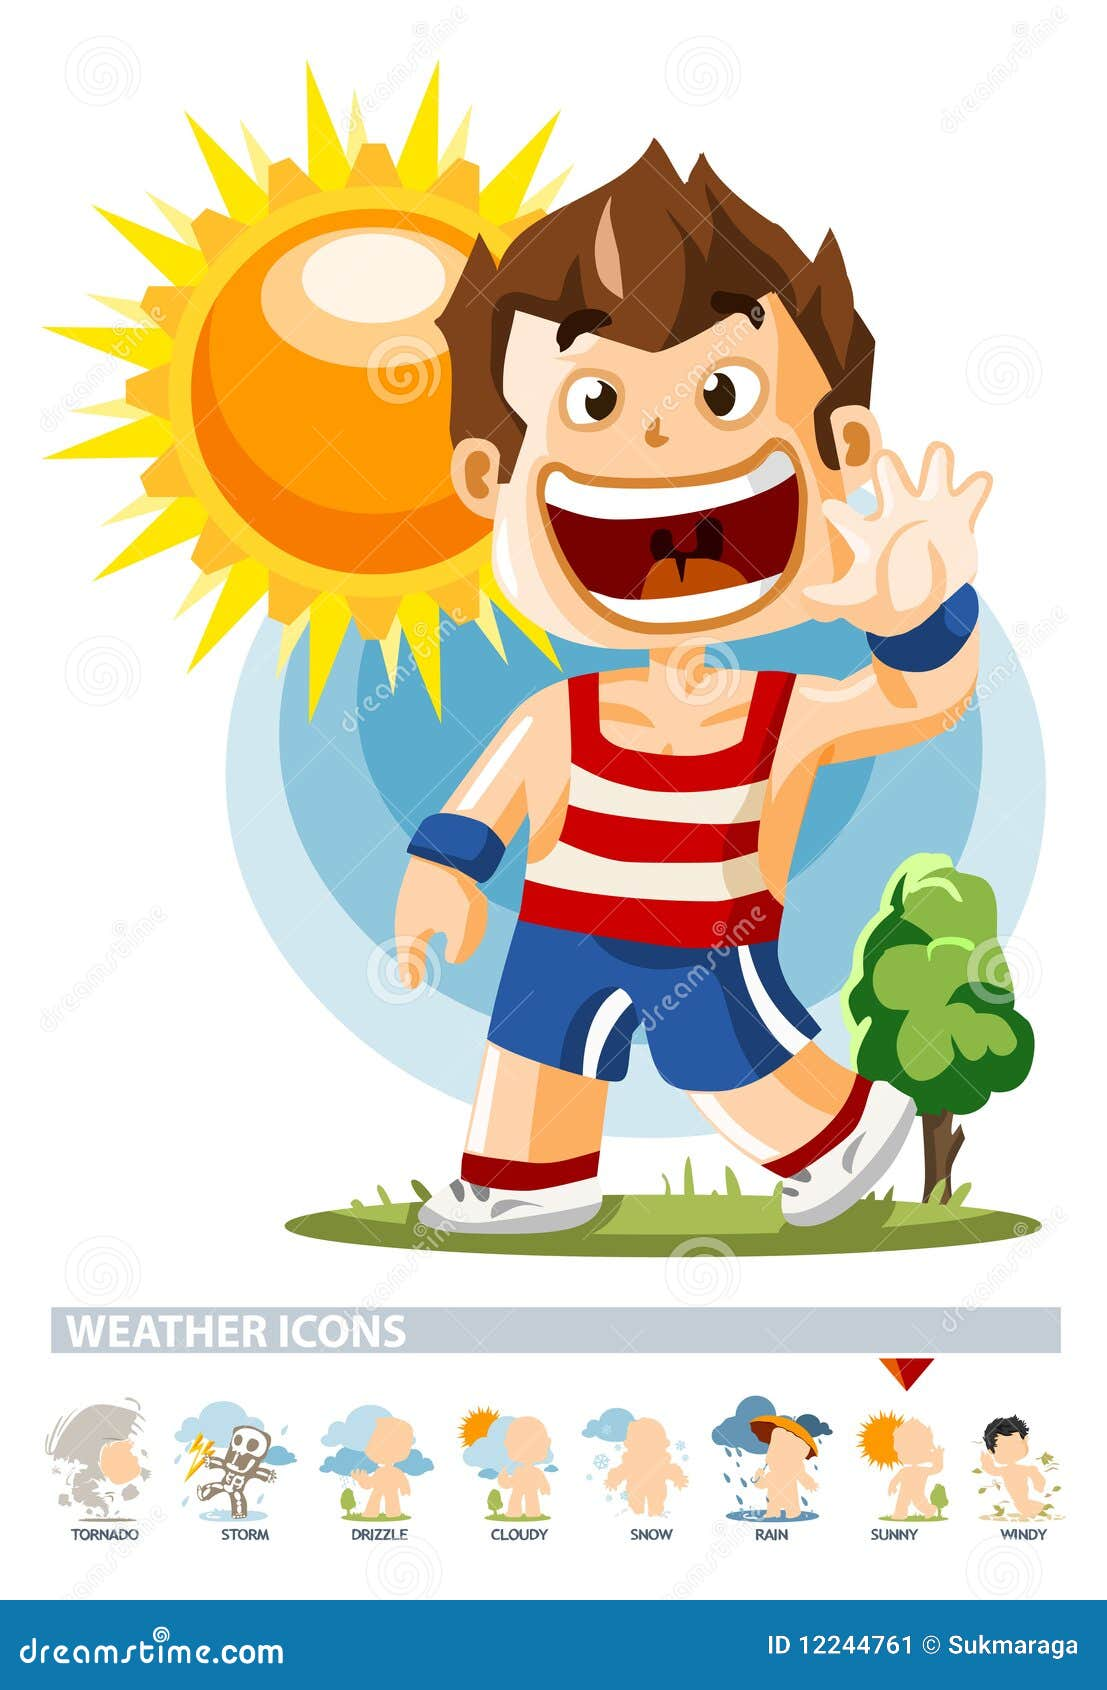 WEATHER ICONS
TORNADO STORM DRIZZLE CLOUDY SNOW RAIN SUNNY WINDY
dreamstime.com
ID 12244761 © Sukmaraga